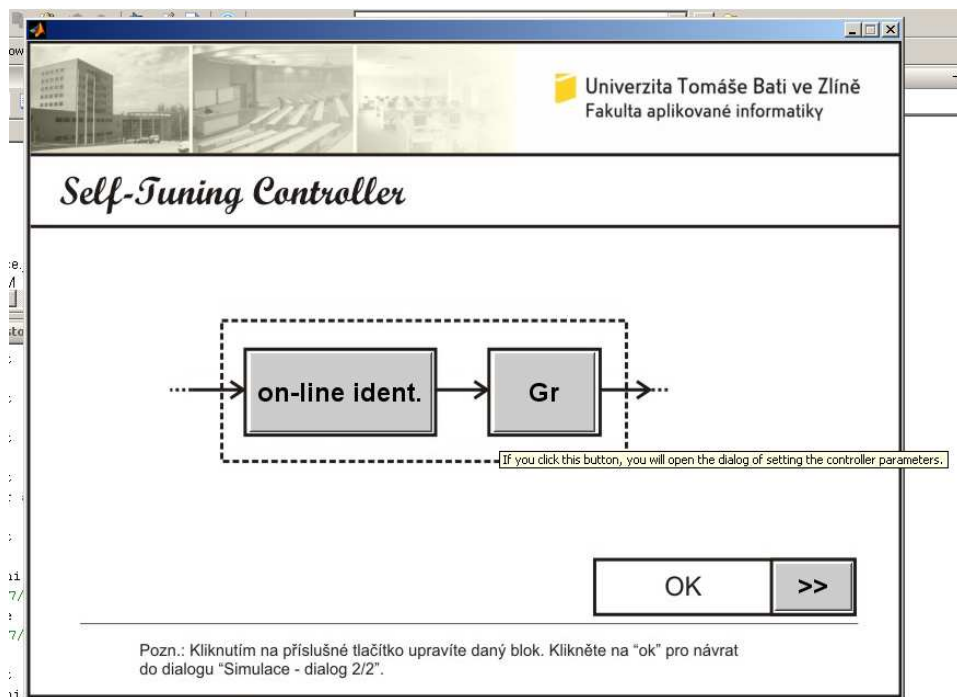 ow
Univerzita Tomáše Bati ve Zlíně
Fakulta aplikované informatiky
Self-Tuning Controller
on-line ident.
Gr
If you click this button, you will open the dialog of setting the controller parameters.
OK >>
Pozn.: Kliknutím na příslušné tlačítko upravíte daný blok. Klikněte na "ok" pro návrat
do dialogu "Simulace - dialog 2/2".